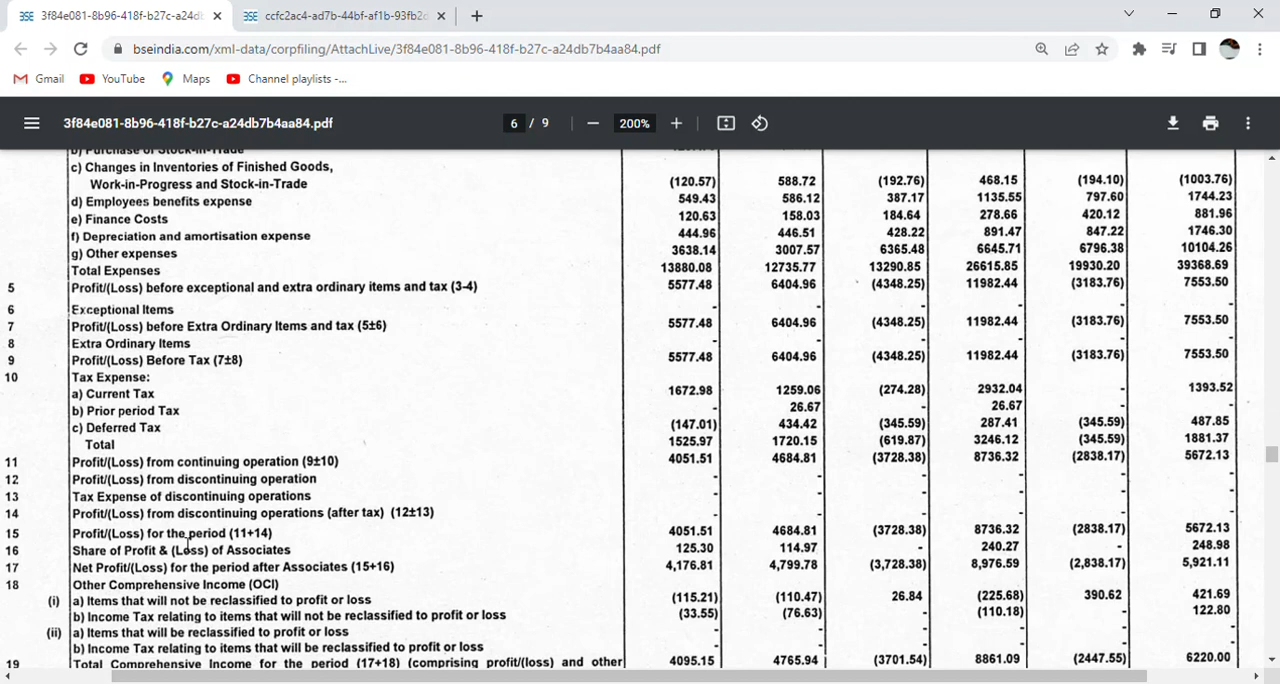 3f84e081-8b96-418f-b27c-a24db
ccfc2ac4-ad7b-44bf-af1b-93fb2c
bseindia.com/xml-data/corpfiling/AttachLive/3f84e081-8b96-418f-b27c-a24db7b4aa84.pdf
Gmail YouTube Maps Channel playlists -...
3f84e081-8b96-418f-b27c-a24db7b4aa84.pdf 6 / 9 200%
b) Purchase of Stock-in-Trade
c) Changes in Inventories of Finished Goods,
Work-in-Progress and Stock-in-Trade (120.57) 588.72 (192.76) 468.15 (194.10) (1003.76)
d) Employees benefits expense 549.43 586.12 387.17 1135.55 797.60 1744.23
e) Finance Costs 120.63 158.03 184.64 278.66 420.12 881.96
f) Depreciation and amortisation expense 444.96 446.51 428.22 891.47 847.22 1746.30
g) Other expenses 3638.14 3007.57 6365.48 6645.71 6796.38 10104.26
Total Expenses 13880.08 12735.77 13290.85 26615.85 19930.20 39368.69
5 Profit/(Loss) before exceptional and extra ordinary items and tax (3-4) 5577.48 6404.96 (4348.25) 11982.44 (3183.76) 7553.50
6 Exceptional Items - - - - - -
7 Profit/(Loss) before Extra Ordinary Items and tax (5±6) 5577.48 6404.96 (4348.25) 11982.44 (3183.76) 7553.50
8 Extra Ordinary Items - - - - - -
9 Profit/(Loss) Before Tax (7±8) 5577.48 6404.96 (4348.25) 11982.44 (3183.76) 7553.50
10 Tax Expense:
a) Current Tax 1672.98 1259.06 (274.28) 2932.04 - 1393.52
b) Prior period Tax - 26.67 - 26.67 - -
c) Deferred Tax (147.01) 434.42 (345.59) 287.41 (345.59) 487.85
Total 1525.97 1720.15 (619.87) 3246.12 (345.59) 1881.37
11 Profit/(Loss) from continuing operation (9±10) 4051.51 4684.81 (3728.38) 8736.32 (2838.17) 5672.13
12 Profit/(Loss) from discontinuing operation - - - - - -
13 Tax Expense of discontinuing operations - - - - - -
14 Profit/(Loss) from discontinuing operations (after tax) (12±13) - - - - - -
15 Profit/(Loss) for the period (11+14) 4051.51 4684.81 (3728.38) 8736.32 (2838.17) 5672.13
16 Share of Profit & (Loss) of Associates 125.30 114.97 - 240.27 - 248.98
17 Net Profit/(Loss) for the period after Associates (15+16) 4,176.81 4,799.78 (3,728.38) 8,976.59 (2,838.17) 5,921.11
18 Other Comprehensive Income (OCI)
(i) a) Items that will not be reclassified to profit or loss (115.21) (110.47) 26.84 (225.68) 390.62 421.69
b) Income Tax relating to items that will not be reclassified to profit or loss (33.55) (76.63) - (110.18) - 122.80
(ii) a) Items that will be reclassified to profit or loss - - - - - -
b) Income Tax relating to items that will be reclassified to profit or loss - - - - - -
19 Total Comprehensive Income for the period (17+18) (comprising profit/(loss) and other 4095.15 4765.94 (3701.54) 8861.09 (2447.55) 6220.00